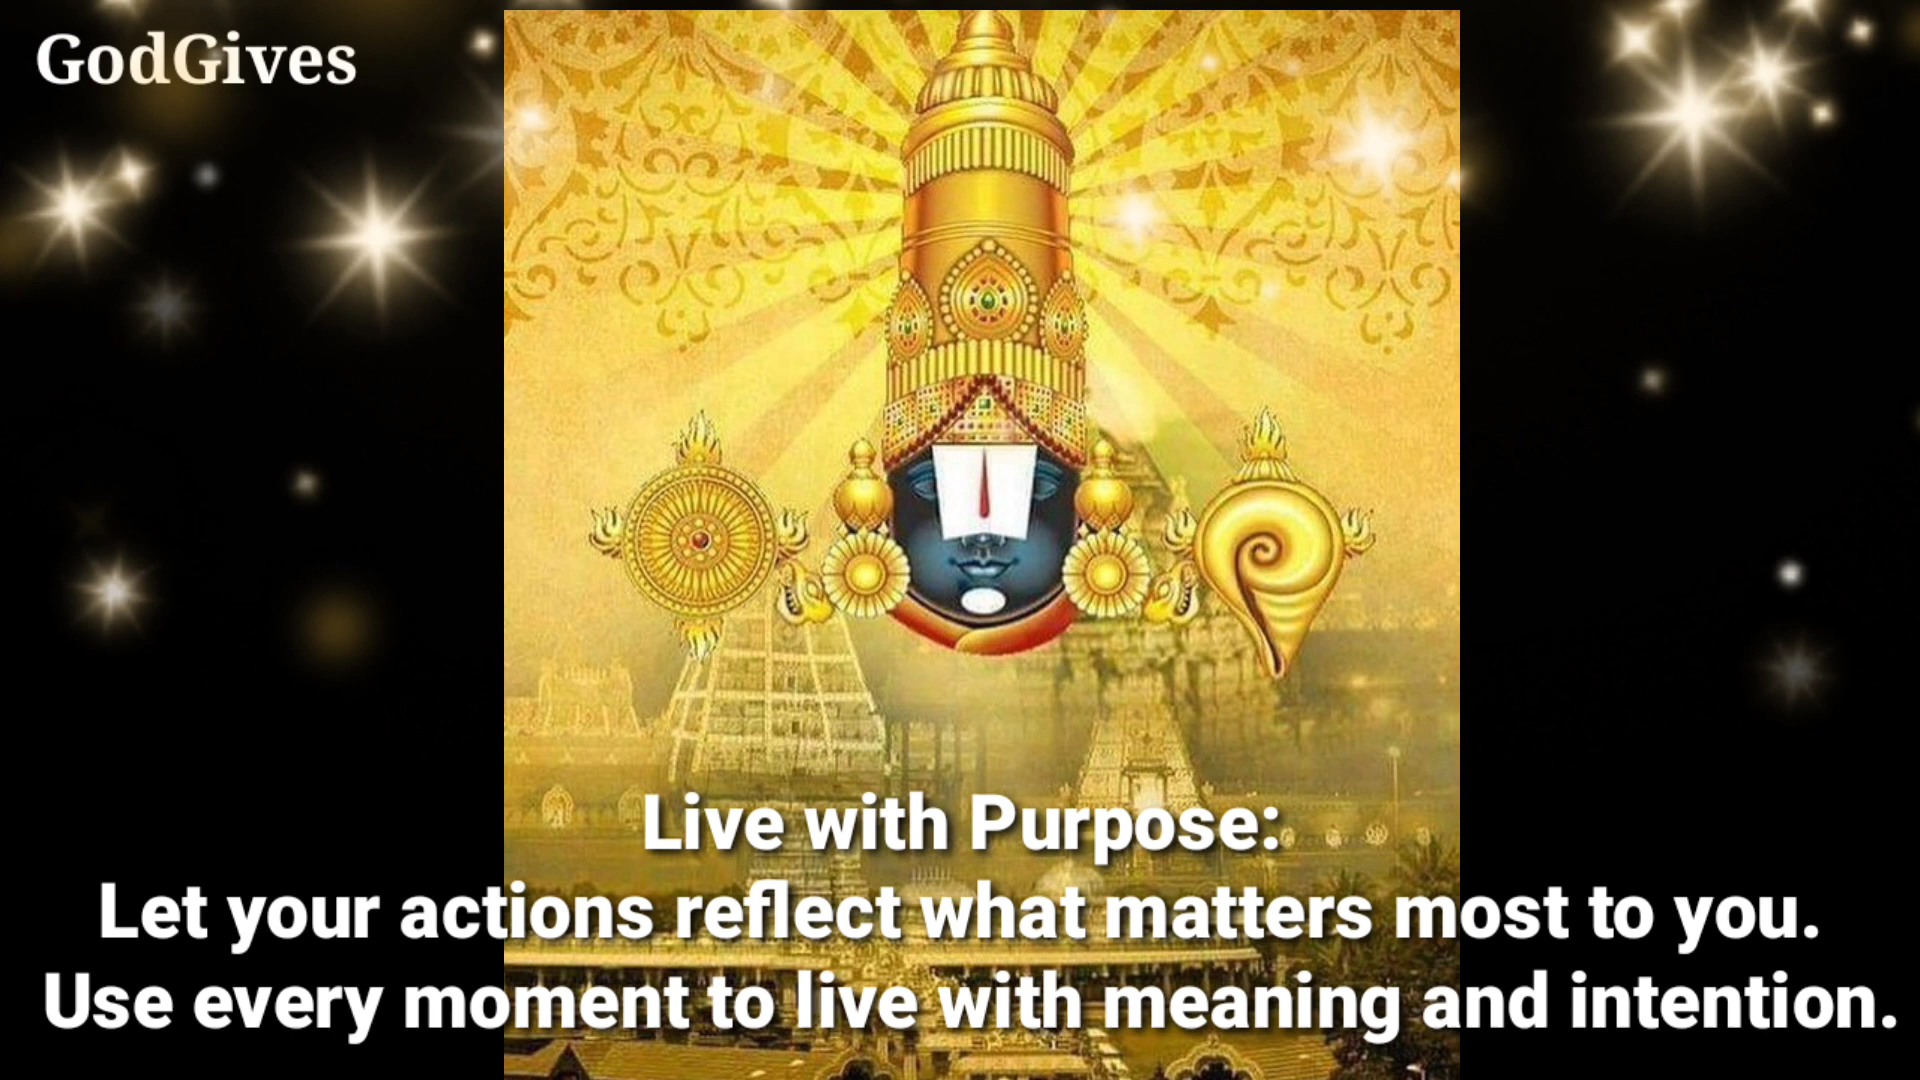 GodGives
Live with Purpose:
Let your actions reflect what matters most to you.
Use every moment to live with meaning and intention.